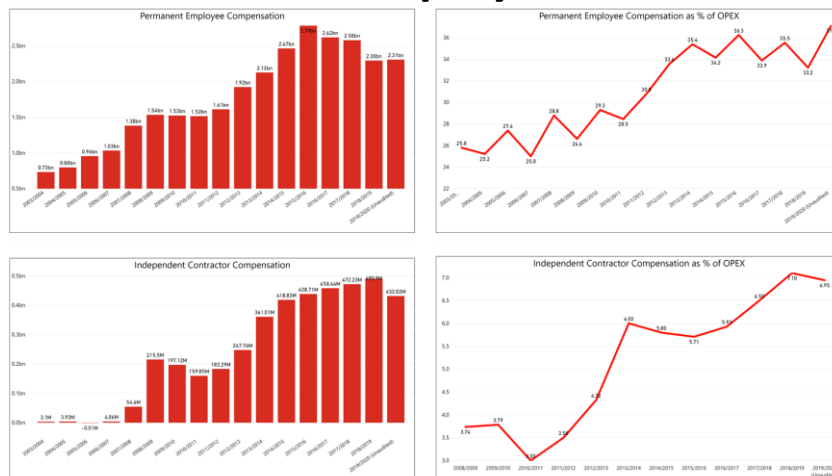 Permanent Employee Compensation
2.5bn
2.0bn
1.5bn
1.0bn
0.5bn
0.73bn
0.80bn
0.96bn
1.03bn
1.38bn
1.54bn
1.53bn
1.52bn
1.61bn
1.92bn
2.13bn
2.47bn
2.79bn
2.62bn
2.58bn
2.30bn
2.31bn
2003/2004
2004/2005
2005/2006
2006/2007
2007/2008
2008/2009
2009/2010
2010/2011
2011/2012
2012/2013
2013/2014
2014/2015
2015/2016
2016/2017
2017/2018
2018/2019
2019/2020 (Unaudited)
Permanent Employee Compensation as % of OPEX
36
34
32
30
28
26
24
22
25.8
25.2
27.4
25.0
28.8
26.6
29.2
28.5
35.4
34.2
36.3
33.9
35.5
33.2
2003/20...
2004/2005
2005/2006
2006/2007
2007/2008
2008/2009
2009/2010
2010/2011
2011/2012
2012/2013
2013/2014
2014/2015
2015/2016
2016/2017
2017/2018
2018/2019
2019/2020 (Unaudited)
Independent Contractor Compensation
0.5bn
0.4bn
0.3bn
0.2bn
0.1bn
0.0bn
3.1M
3.93M
-0.01M
4.06M
54.6M
215.5M
197.12M
159.85M
183.29M
247.76M
361.01M
418.83M
438.71M
458.44M
472.23M
432.02M
2003/2004
2004/2005
2005/2006
2006/2007
2007/2008
2008/2009
2009/2010
2010/2011
2011/2012
2012/2013
2013/2014
2014/2015
2015/2016
2016/2017
2017/2018
2018/2019
2019/2020 (Unaudited)
Independent Contractor Compensation as % of OPEX
7.0
6.5
6.0
5.5
5.0
4.5
4.0
3.5
3.0
3.74
3.79
3.00
4.32
6.00
5.80
5.71
5.93
6.50
7.10
6.95
2008/2009
2009/2010
2010/2011
2011/2012
2012/2013
2013/2014
2014/2015
2015/2016
2016/2017
2017/2018
2018/2019